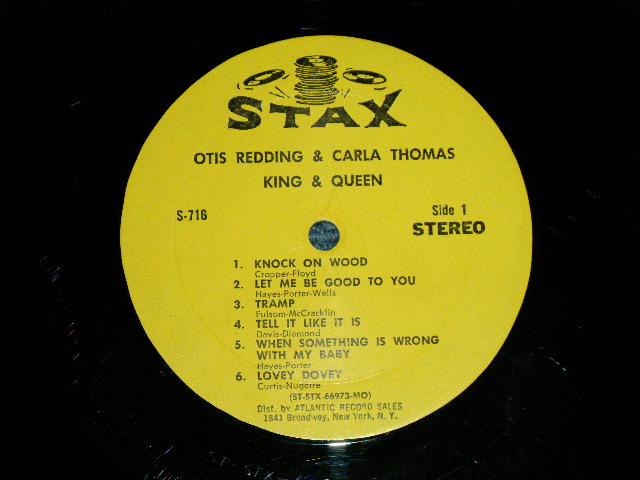 STAX
OTIS REDDING & CARLA THOMAS
KING & QUEEN
S-716
Side 1
STEREO
1. KNOCK ON WOOD
Cropper-Floyd
2. LET ME BE GOOD TO YOU
Hayes-Porter-Wells
3. TRAMP
Fulsom-McCracklin
4. TELL IT LIKE IT IS
Davis-Diamond
5. WHEN SOMETHING IS WRONG
WITH MY BABY
Hayes-Porter
6. LOVEY DOVEY
Curtis-Nugerre
(ST-STX-66973-MO)
Dist. by ATLANTIC RECORD SALES
1841 Broadway, New York, N. Y.